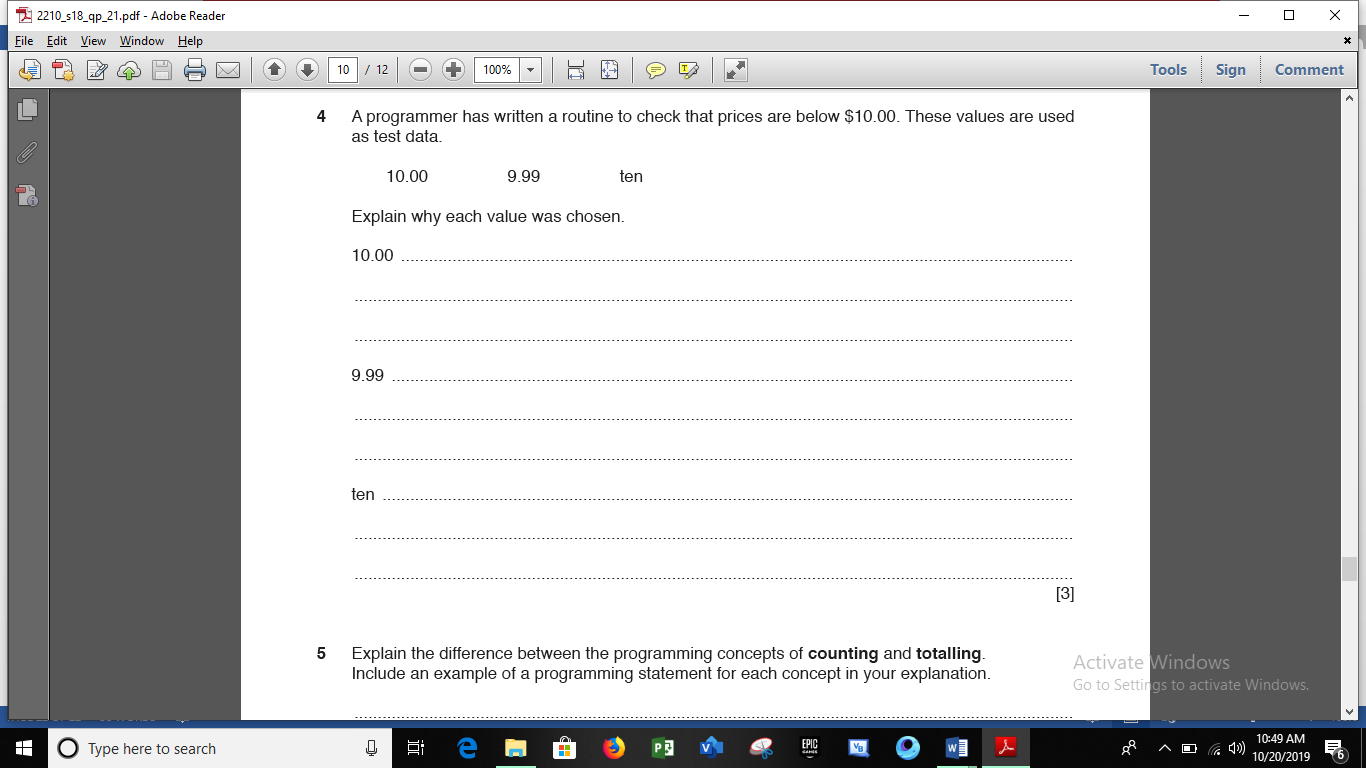 2210_s18_qp_21.pdf - Adobe Reader
File Edit View Window Help
10 / 12 100% Tools Sign Comment
4 A programmer has written a routine to check that prices are below $10.00. These values are used
as test data.
10.00 9.99 ten
Explain why each value was chosen.
10.00 ................................................................
................................................................
................................................................
9.99 ................................................................
................................................................
................................................................
ten ................................................................
................................................................
................................................................
[3]
5 Explain the difference between the programming concepts of counting and totalling.
Include an example of a programming statement for each concept in your explanation.
................................................................
Activate Windows
Go to Settings to activate Windows.
Type here to search
EPIC GAMES
10:49 AM
10/20/2019
6